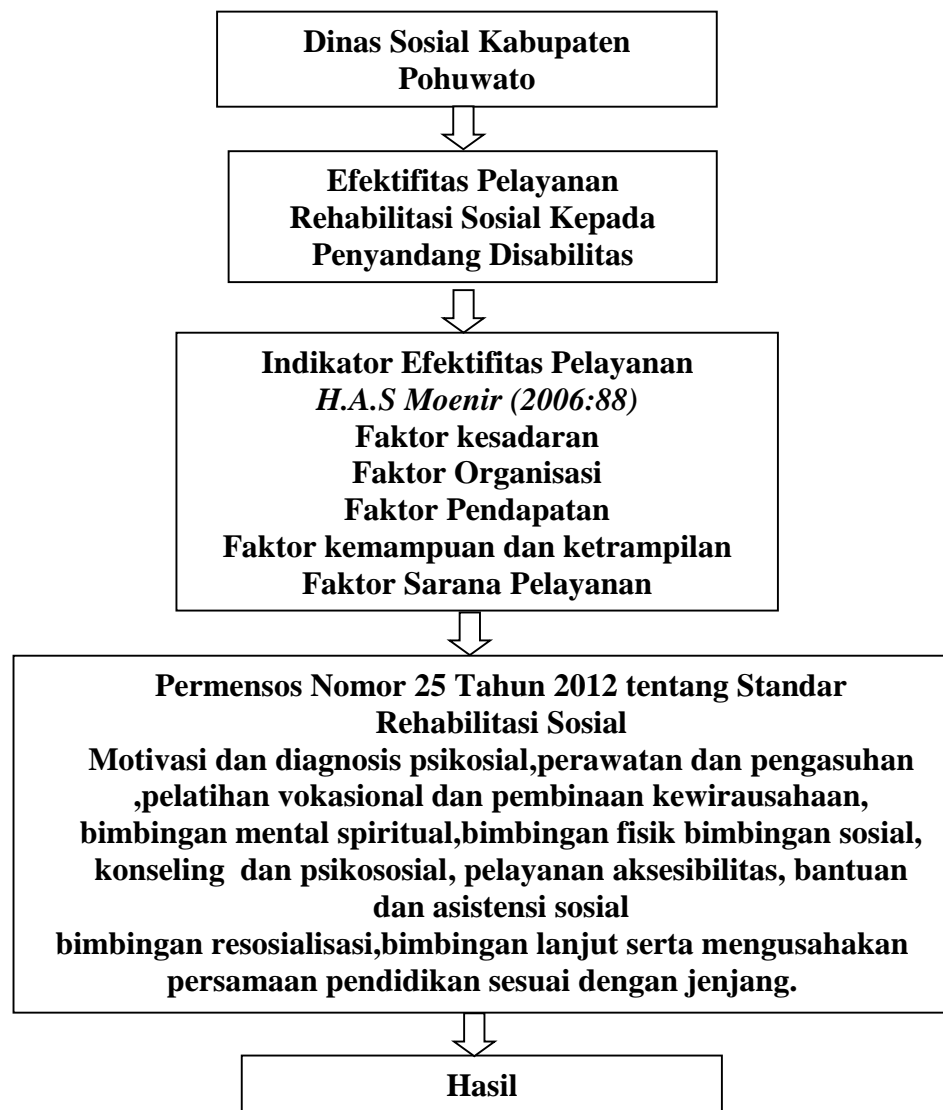 Dinas Sosial Kabupaten
Pohuwato
Efektifitas Pelayanan
Rehabilitasi Sosial Kepada
Penyandang Disabilitas
Indikator Efektifitas Pelayanan
H.A.S Moenir (2006:88)
Faktor kesadaran
Faktor Organisasi
Faktor Pendapatan
Faktor kemampuan dan ketrampilan
Faktor Sarana Pelayanan
Permensos Nomor 25 Tahun 2012 tentang Standar
Rehabilitasi Sosial
Motivasi dan diagnosis psikosial,perawatan dan pengasuhan
,pelatihan vokasional dan pembinaan kewirausahaan,
bimbingan mental spiritual,bimbingan fisik bimbingan sosial,
konseling dan psikososial, pelayanan aksesibilitas, bantuan
dan asistensi sosial
bimbingan resosialisasi,bimbingan lanjut serta mengusahakan
persamaan pendidikan sesuai dengan jenjang.
Hasil